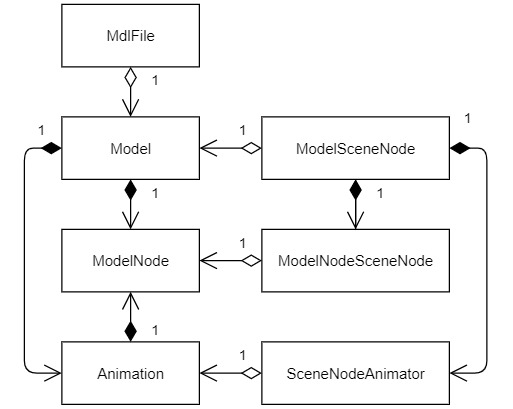 MdlFile
1
1
1
1
Model
ModelSceneNode
1
1
1
ModelNode
ModelNodeSceneNode
1
1
Animation
SceneNodeAnimator